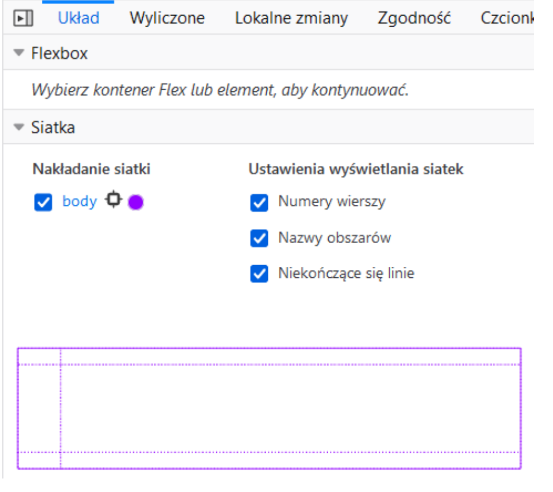 Układ Wyliczone Lokalne zmiany Zgodność
Flexbox
Wybierz kontener Flex lub element, aby kontynuować.
Siatka
Nakładanie siatki Ustawienia wyświetlania siatek
body Numery wierszy
Nazwy obszarów
Niekończące się linie